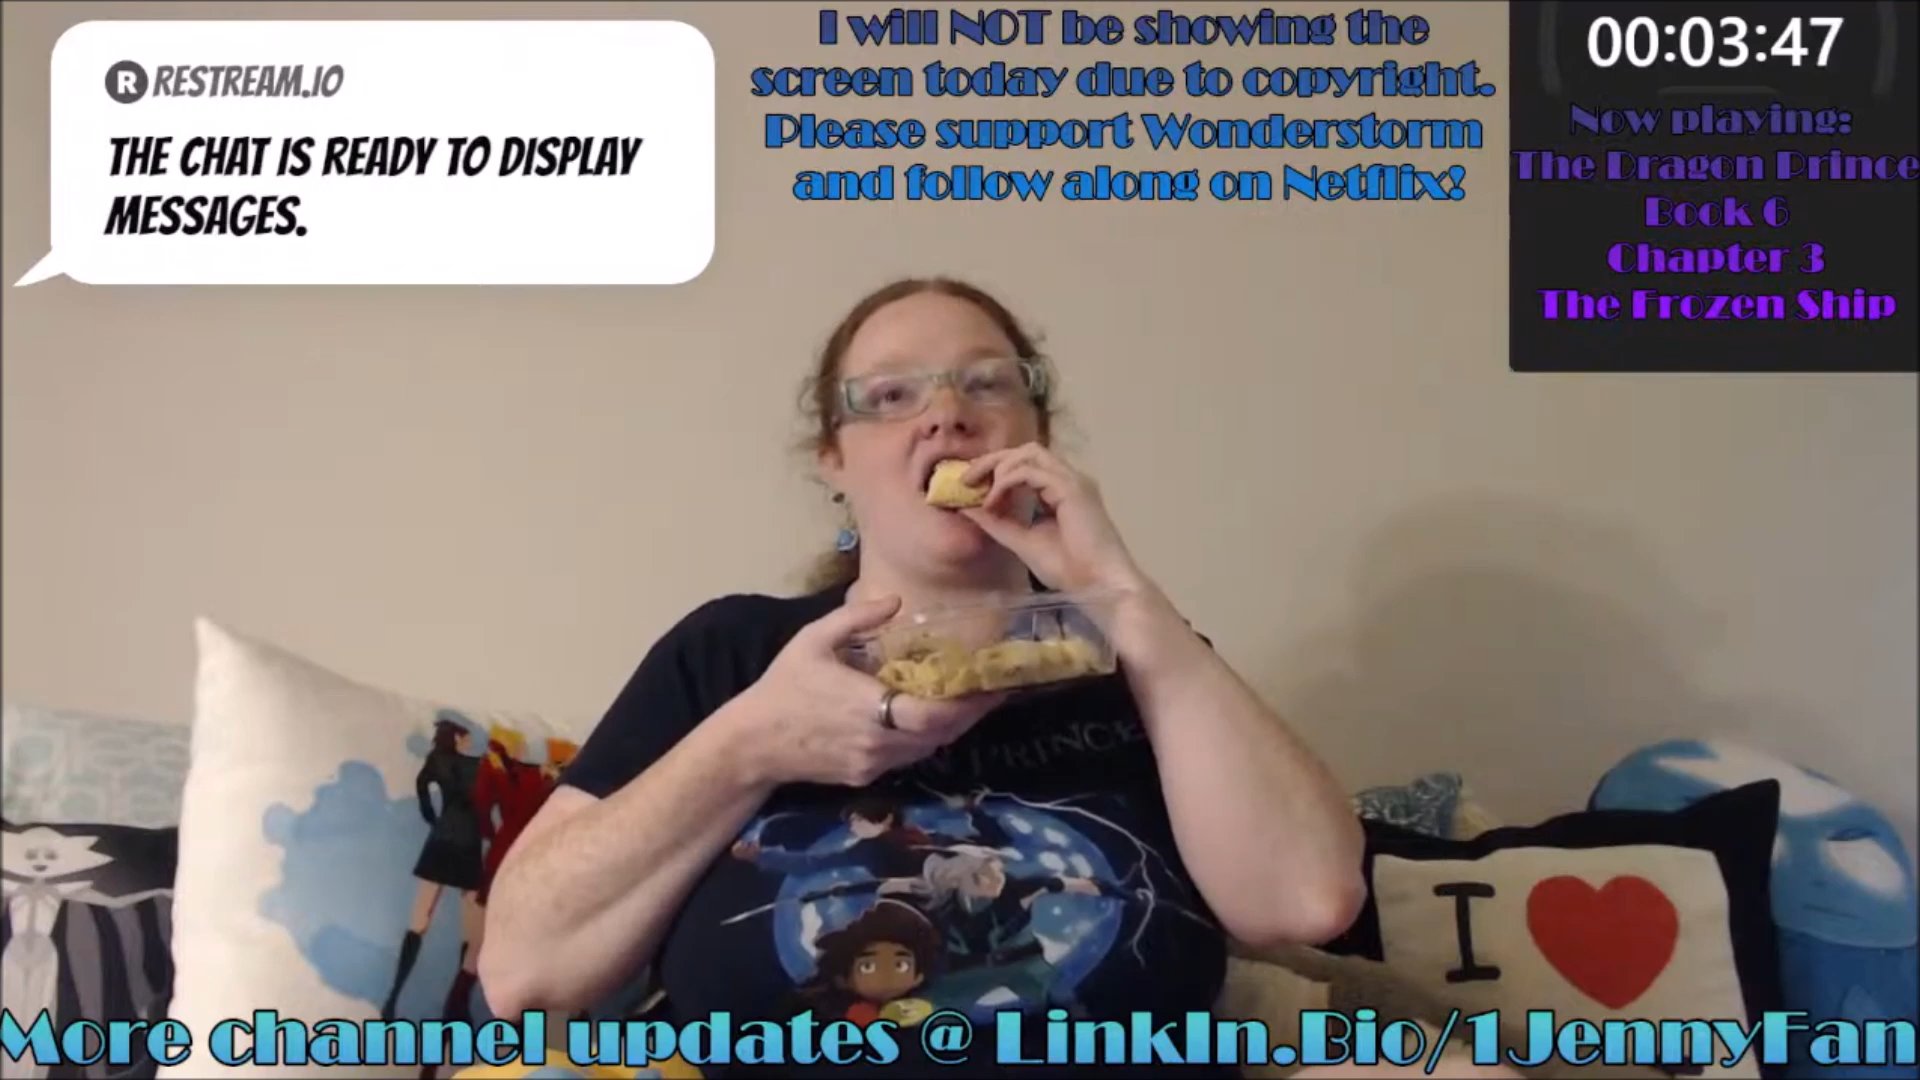 RESTREAM.IO
THE CHAT IS READY TO DISPLAY
MESSAGES.
I will NOT be showing the
screen today due to copyright.
Please support Wonderstorm
and follow along on Netflix!
00:03:47
Now playing:
The Dragon Prince
Book 6
Chapter 3
The Frozen Ship
PRINCE
I
More channel updates @ LinkIn.Bio/1JennyFan